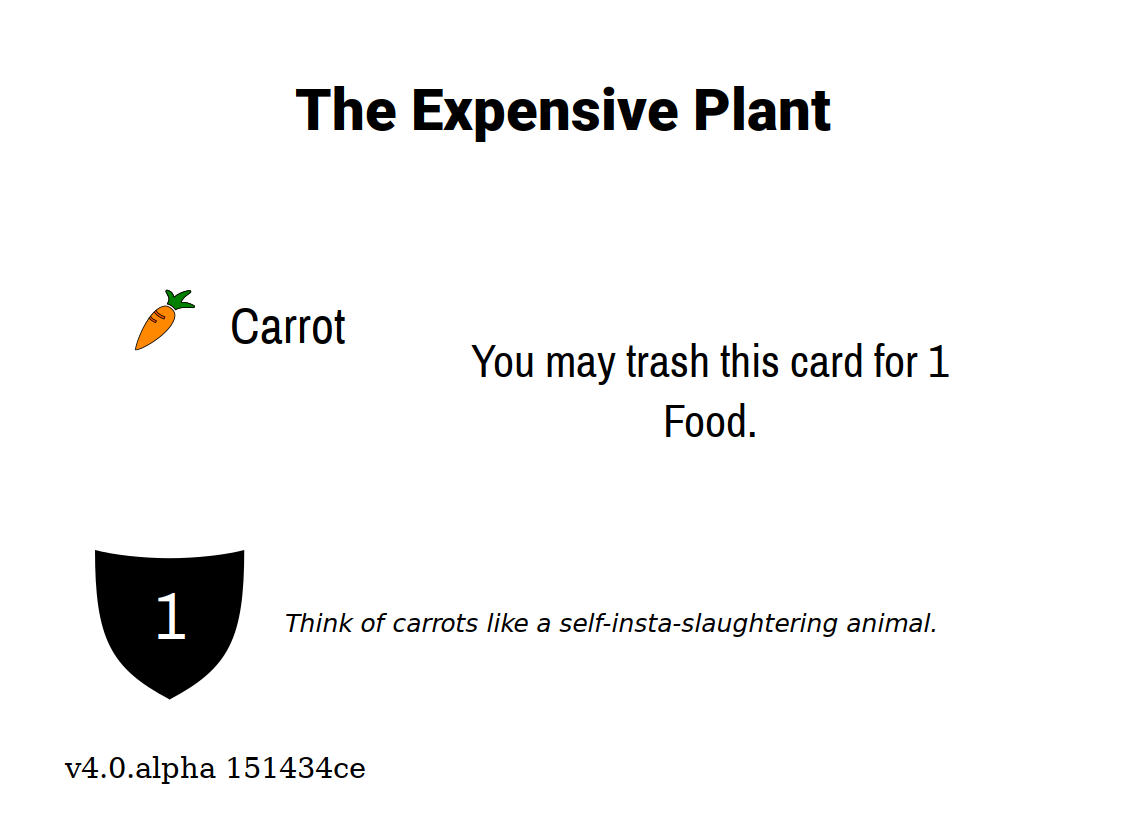 The Expensive Plant
Carrot
You may trash this card for 1
Food.
1
Think of carrots like a self-insta-slaughtering animal.
v4.0.alpha 151434ce